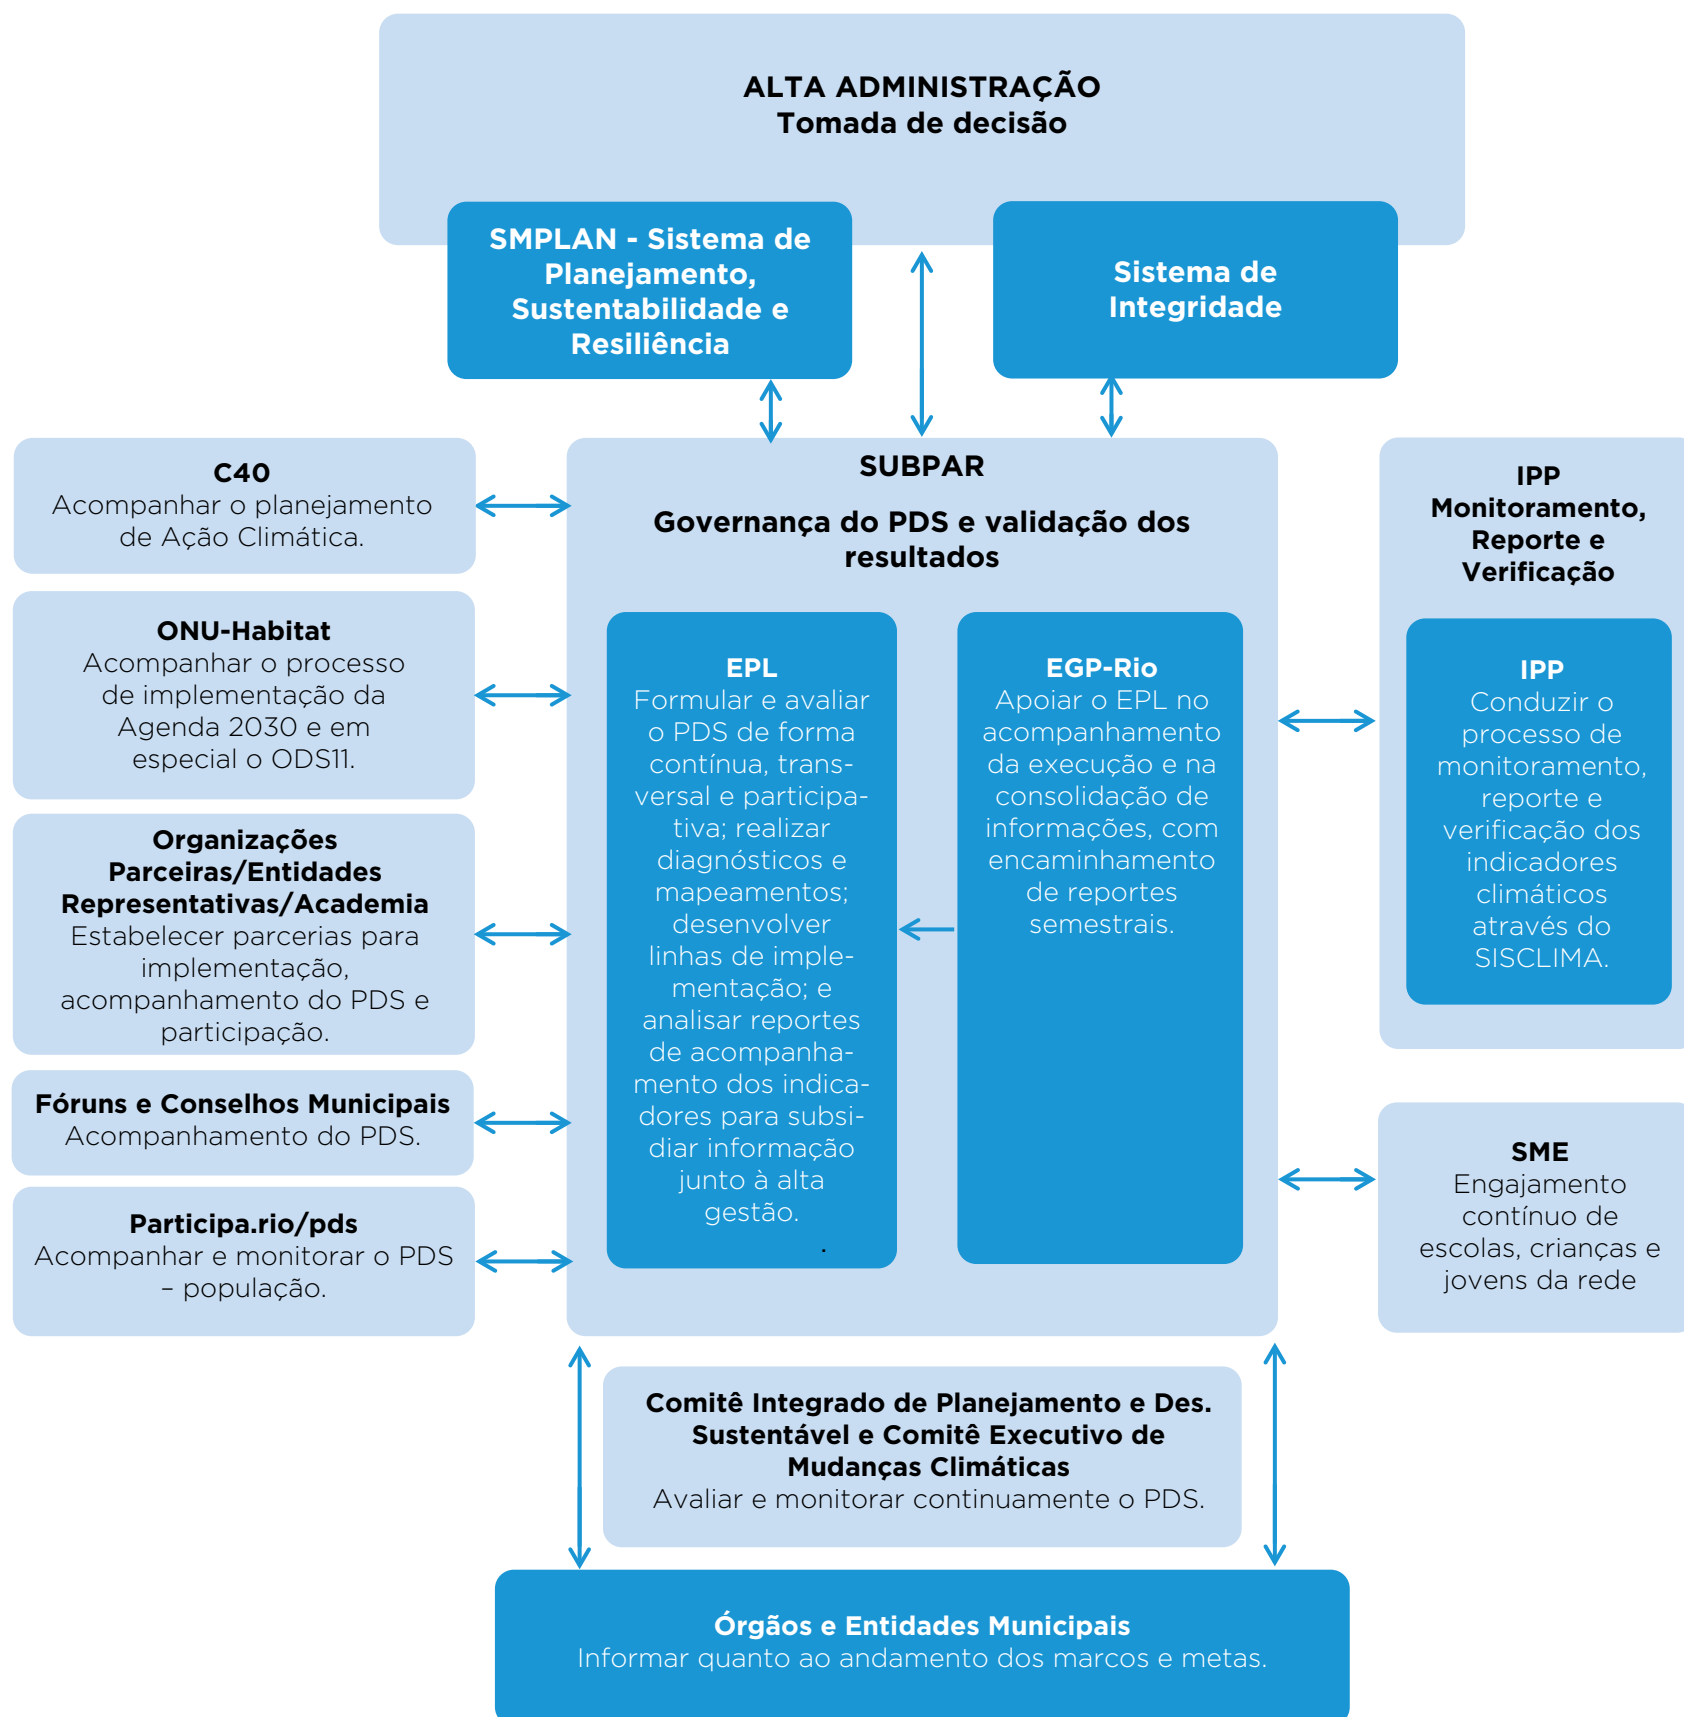 ALTA ADMINISTRAÇÃO
Tomada de decisão
SMPLAN - Sistema de
Planejamento,
Sustentabilidade e
Resiliência
Sistema de
Integridade
C40
Acompanhar o planejamento
de Ação Climática.
ONU-Habitat
Acompanhar o processo
de implementação da
Agenda 2030 e em
especial o ODS11.
Organizações
Parceiras/Entidades
Representativas/Academia
Estabelecer parcerias para
implementação,
acompanhamento do PDS e
participação.
Fóruns e Conselhos Municipais
Acompanhamento do PDS.
Participa.rio/pds
Acompanhar e monitorar o PDS
– população.
SUBPAR
Governança do PDS e validação dos
resultados
EPL
Formular e avaliar
o PDS de forma
contínua, trans-
versal e participa-
tiva; realizar
diagnósticos e
mapeamentos;
desenvolver
linhas de imple-
mentação; e
analisar reportes
de acompanha-
mento dos indica-
dores para subsi-
diar informação
junto à alta
gestão.
.
EGP-Rio
Apoiar o EPL no
acompanhamento
da execução e na
consolidação de
informações, com
encaminhamento
de reportes
semestrais.
IPP
Monitoramento,
Reporte e
Verificação
IPP
Conduzir o
processo de
monitoramento,
reporte e
verificação dos
indicadores
climáticos
através do
SISCLIMA.
SME
Engajamento
contínuo de
escolas, crianças e
jovens da rede
Comitê Integrado de Planejamento e Des.
Sustentável e Comitê Executivo de
Mudanças Climáticas
Avaliar e monitorar continuamente o PDS.
Órgãos e Entidades Municipais
Informar quanto ao andamento dos marcos e metas.